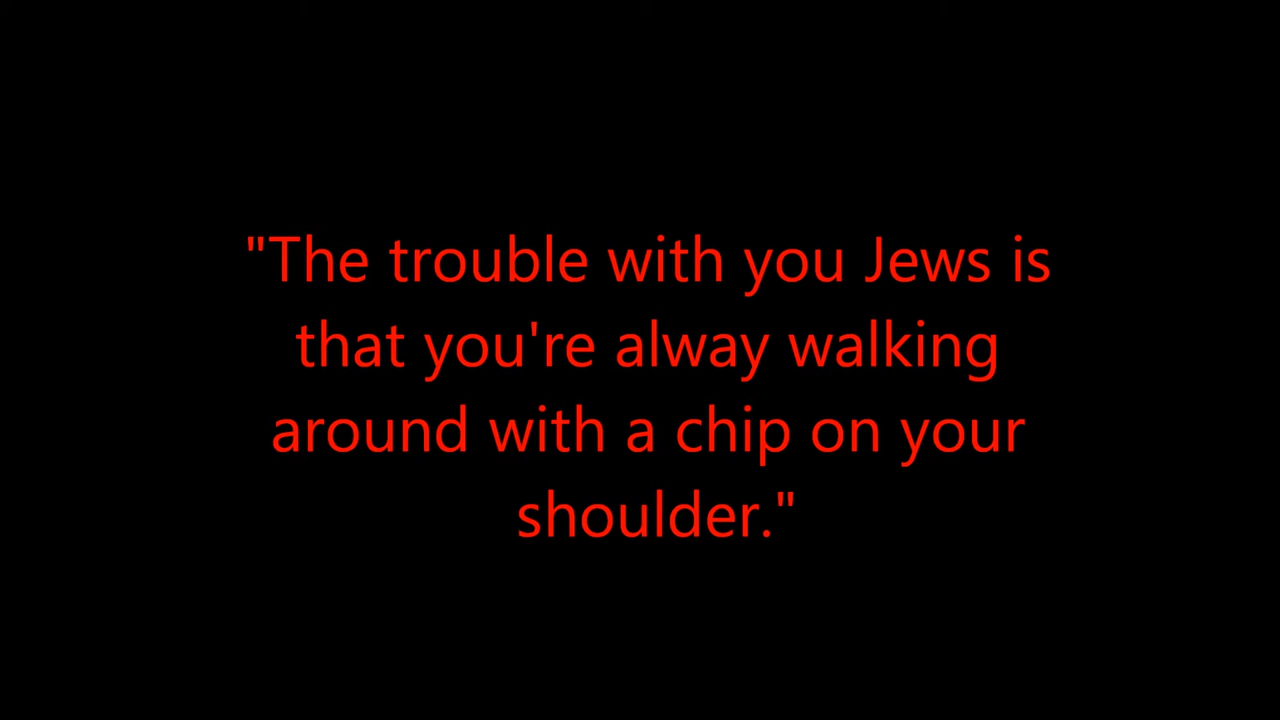 "The trouble with you Jews is
that you're alway walking
around with a chip on your
shoulder."